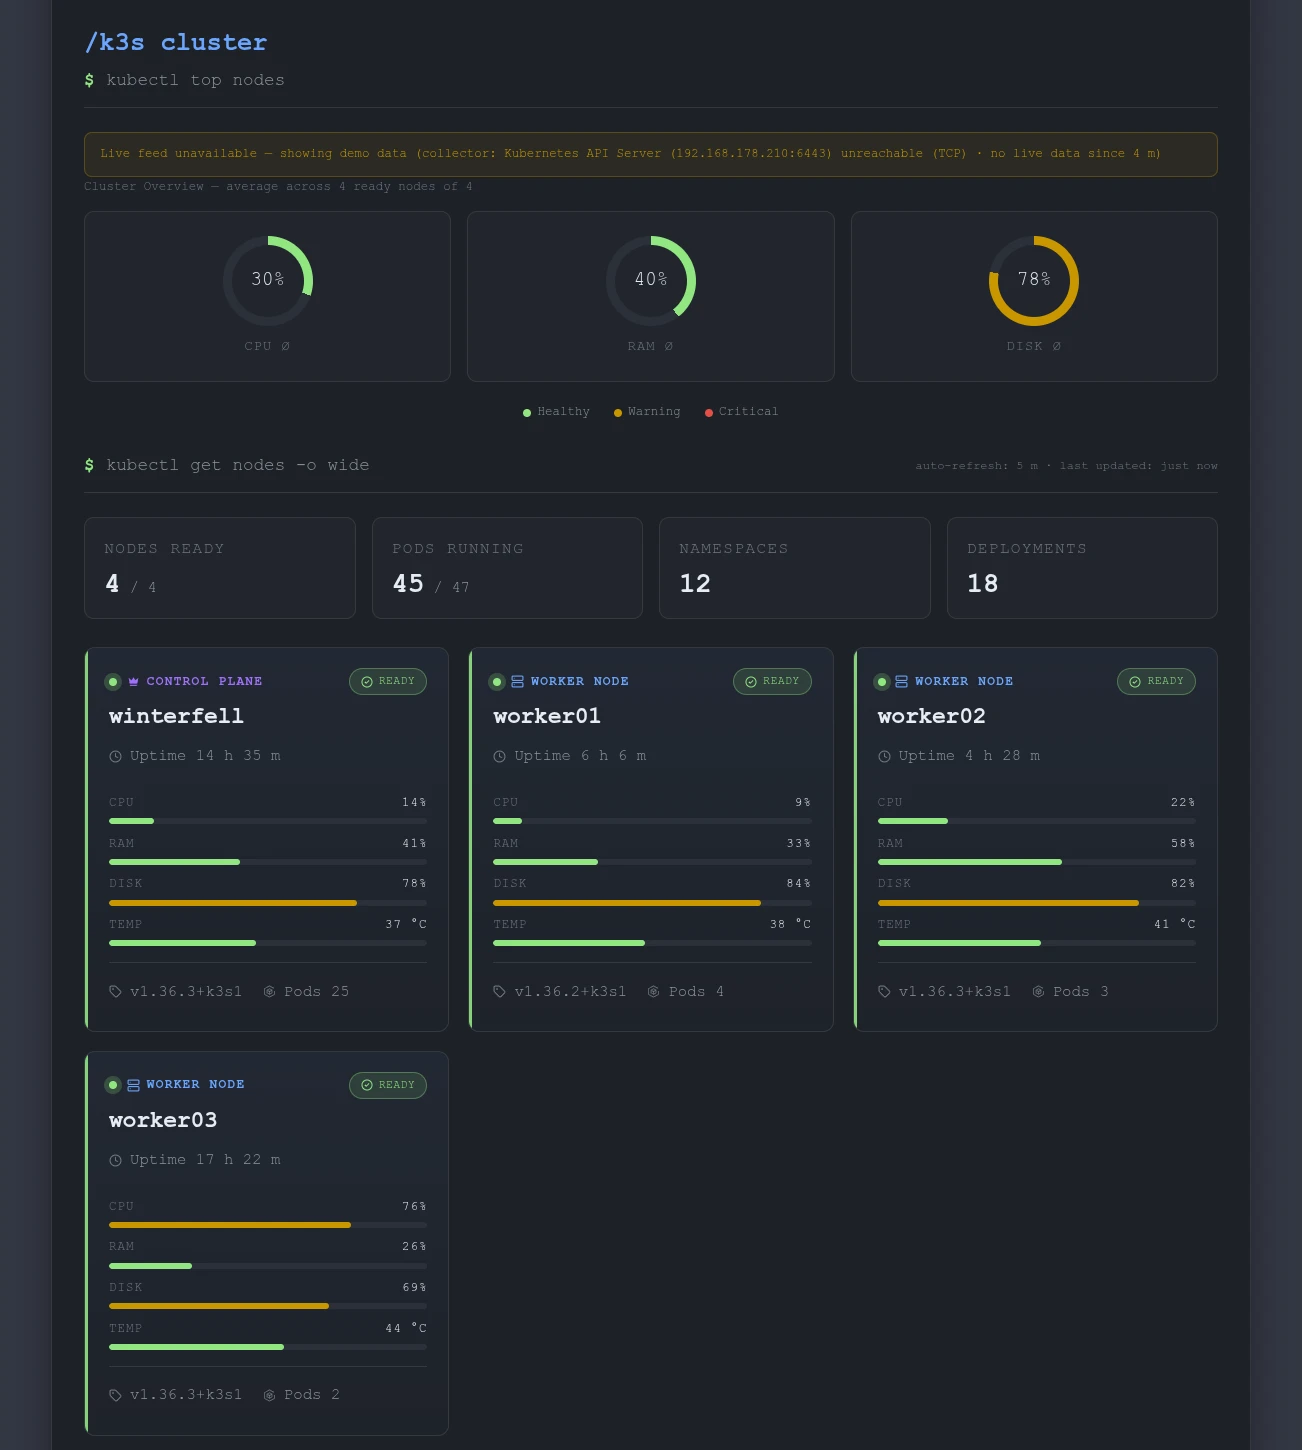 /k3s cluster
$ kubectl top nodes
Live feed unavailable — showing demo data (collector: Kubernetes API Server (192.168.178.210:6443) unreachable (TCP) · no live data since 4 m)
Cluster Overview — average across 4 ready nodes of 4
30% 40% 78%
CPU Ø RAM Ø DISK Ø
Healthy Warning Critical
$ kubectl get nodes -o wide auto-refresh: 5 m · last updated: just now
NODES READY PODS RUNNING NAMESPACES DEPLOYMENTS
4 / 4 45 / 47 12 18
CONTROL PLANE READY
winterfell
Uptime 14 h 35 m
CPU 14%
RAM 41%
DISK 78%
TEMP 37 °C
v1.36.3+k3s1 Pods 25
WORKER NODE READY
worker01
Uptime 6 h 6 m
CPU 9%
RAM 33%
DISK 84%
TEMP 38 °C
v1.36.2+k3s1 Pods 4
WORKER NODE READY
worker02
Uptime 4 h 28 m
CPU 22%
RAM 58%
DISK 82%
TEMP 41 °C
v1.36.3+k3s1 Pods 3
WORKER NODE READY
worker03
Uptime 17 h 22 m
CPU 76%
RAM 26%
DISK 69%
TEMP 44 °C
v1.36.3+k3s1 Pods 2